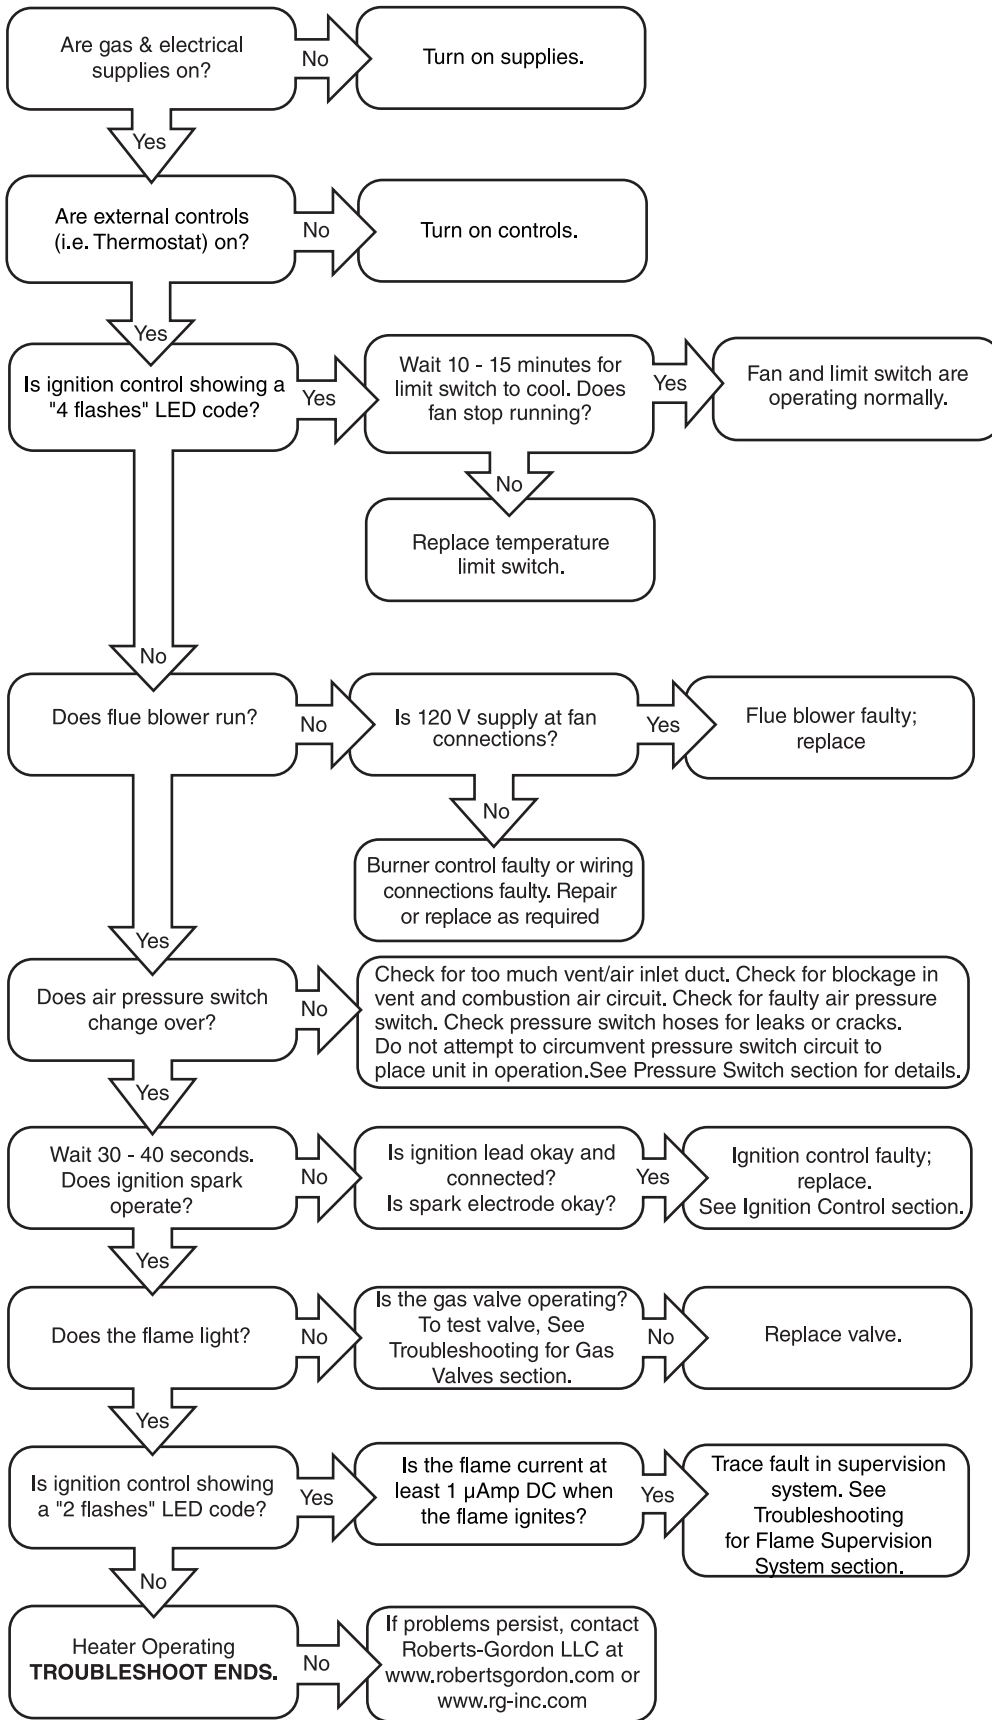 Are gas & electrical
supplies on?
No
Turn on supplies.
Yes
Are external controls
(i.e. Thermostat) on?
No
Turn on controls.
Yes
Is ignition control showing a
"4 flashes" LED code?
Yes
Wait 10 - 15 minutes for
limit switch to cool. Does
fan stop running?
Yes
Fan and limit switch are
operating normally.
No
Replace temperature
limit switch.
No
Does flue blower run?
No
Is 120 V supply at fan
connections?
Yes
Flue blower faulty;
replace
No
Burner control faulty or wiring
connections faulty. Repair
or replace as required
Yes
Does air pressure switch
change over?
No
Check for too much vent/air inlet duct. Check for blockage in
vent and combustion air circuit. Check for faulty air pressure
switch. Check pressure switch hoses for leaks or cracks.
Do not attempt to circumvent pressure switch circuit to
place unit in operation.See Pressure Switch section for details.
Yes
Wait 30 - 40 seconds.
Does ignition spark
operate?
No
Is ignition lead okay and
connected?
Is spark electrode okay?
Yes
Ignition control faulty;
replace.
See Ignition Control section.
Yes
Does the flame light?
No
Is the gas valve operating?
To test valve, See
Troubleshooting for Gas
Valves section.
No
Replace valve.
Yes
Is ignition control showing
a "2 flashes" LED code?
Yes
Is the flame current at
least 1 µAmp DC when
the flame ignites?
Yes
Trace fault in supervision
system. See
Troubleshooting
for Flame Supervision
System section.
No
Heater Operating
TROUBLESHOOT ENDS.
No
If problems persist, contact
Roberts-Gordon LLC at
www.robertsgordon.com or
www.rg-inc.com